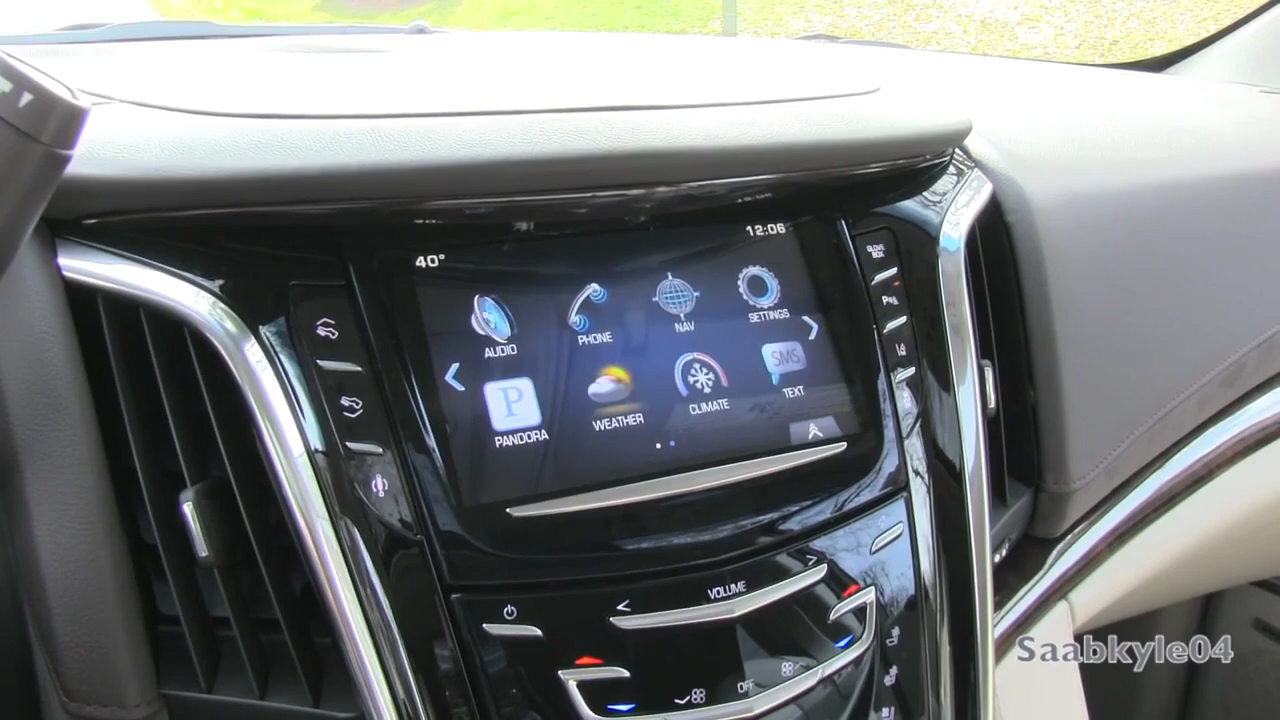 40°
12:06
AUDIO
PHONE
NAV
SETTINGS
P
PANDORA
WEATHER
CLIMATE
SMS
TEXT
GLOVE
BOX
VOLUME
OFF
Saabkyle04